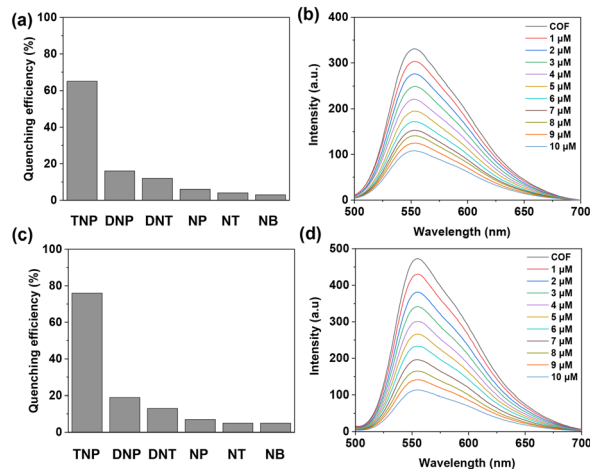 (a)
Quenching efficiency (%)
100
80
60
40
20
0
TNP DNP DNT NP NT NB
(b)
Intensity (a.u.)
400
300
200
100
0
500 550 600 650 700
Wavelength (nm)
COF
1 μM
2 μM
3 μM
4 μM
5 μM
6 μM
7 μM
8 μM
9 μM
10 μM
(c)
Quenching efficiency (%)
100
80
60
40
20
0
TNP DNP DNT NP NT NB
(d)
Intensity (a.u)
500
400
300
200
100
0
500 550 600 650 700
Wavelength (nm)
COF
1 μM
2 μM
3 μM
4 μM
5 μM
6 μM
7 μM
8 μM
9 μM
10 μM